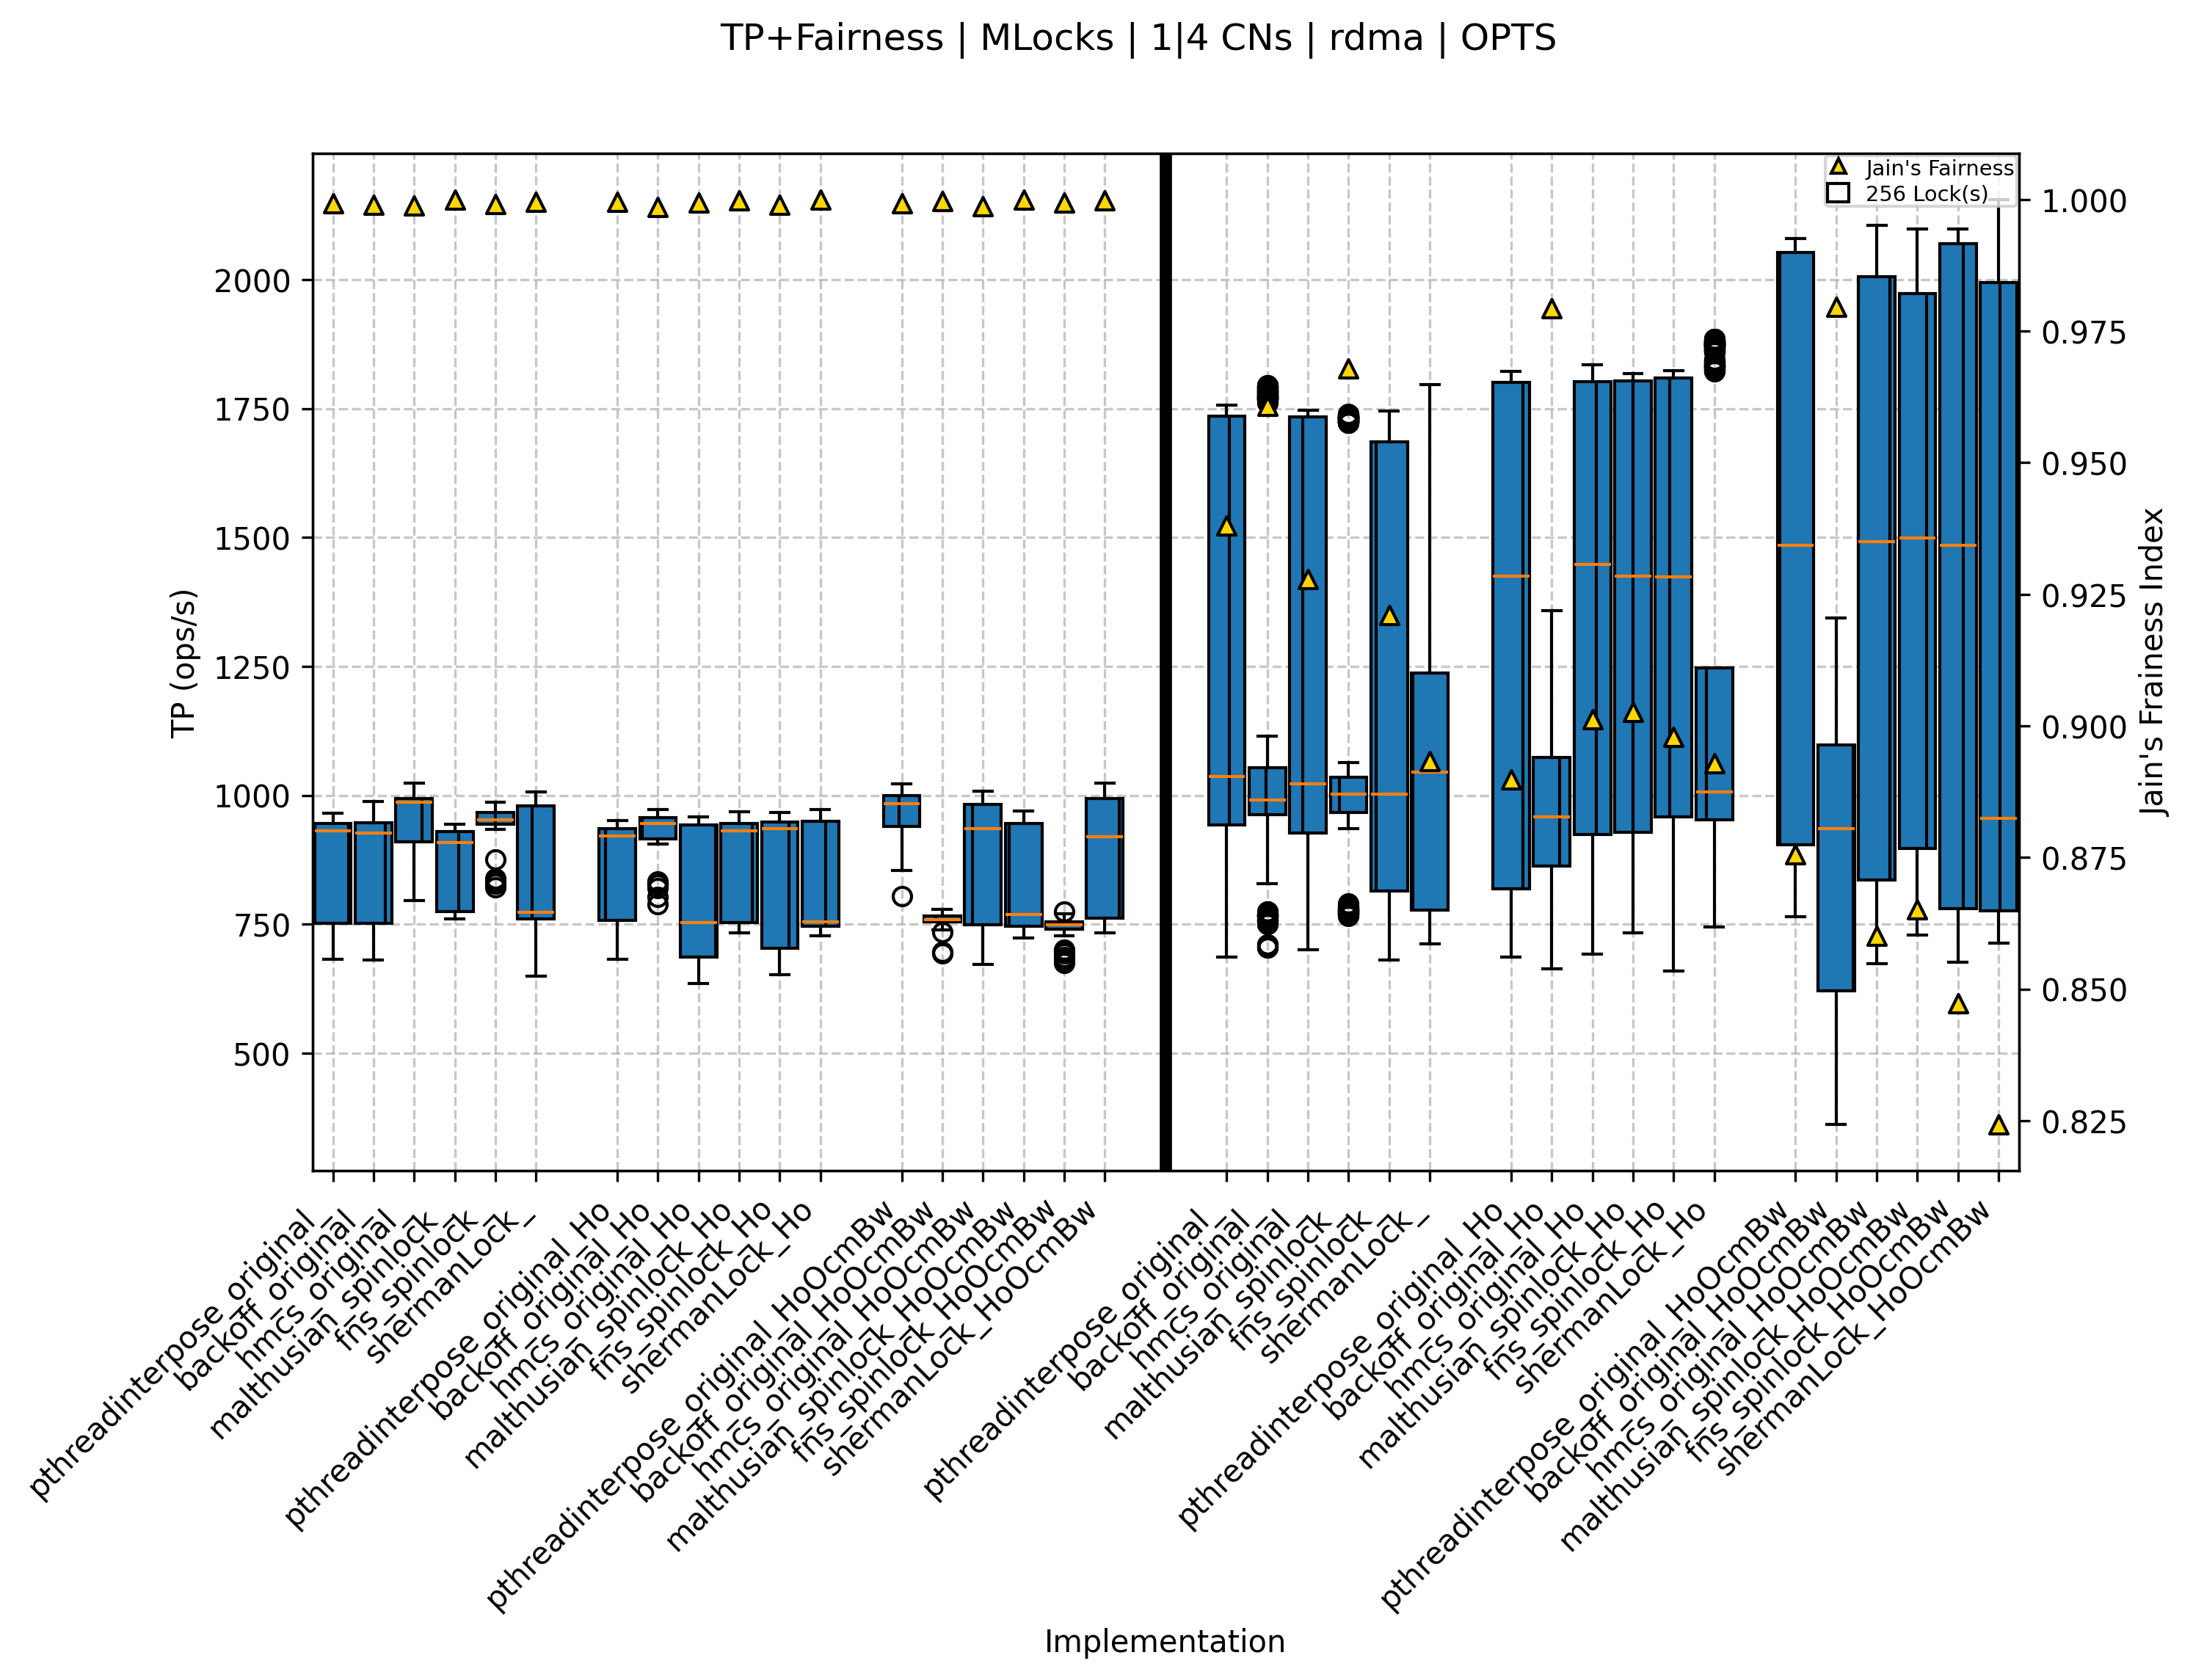 TP+Fairness | MLocks | 1|4 CNs | rdma | OPTS
Jain's Fairness
256 Lock(s)
TP (ops/s)
2000
1750
1500
1250
1000
750
500
1.000
0.975
0.950
0.925
0.900
0.875
0.850
0.825
Jain's Frainess Index
pthreadinterpose_original
backoff_original
hmcs_original
malthusian_spinlock
fns_spinlock
shermanLock_
pthreadinterpose_original_Ho
backoff_original_Ho
hmcs_original_Ho
malthusian_spinlock_Ho
fns_spinlock_Ho
shermanLock_Ho
pthreadinterpose_original_HoOcmBw
backoff_original_HoOcmBw
hmcs_original_HoOcmBw
malthusian_spinlock_HoOcmBw
fns_spinlock_HoOcmBw
shermanLock_HoOcmBw
pthreadinterpose_original
backoff_original
hmcs_original
malthusian_spinlock
fns_spinlock
shermanLock_
pthreadinterpose_original_Ho
backoff_original_Ho
hmcs_original_Ho
malthusian_spinlock_Ho
fns_spinlock_Ho
shermanLock_Ho
pthreadinterpose_original_HoOcmBw
backoff_original_HoOcmBw
hmcs_original_HoOcmBw
malthusian_spinlock_HoOcmBw
fns_spinlock_HoOcmBw
shermanLock_HoOcmBw
Implementation